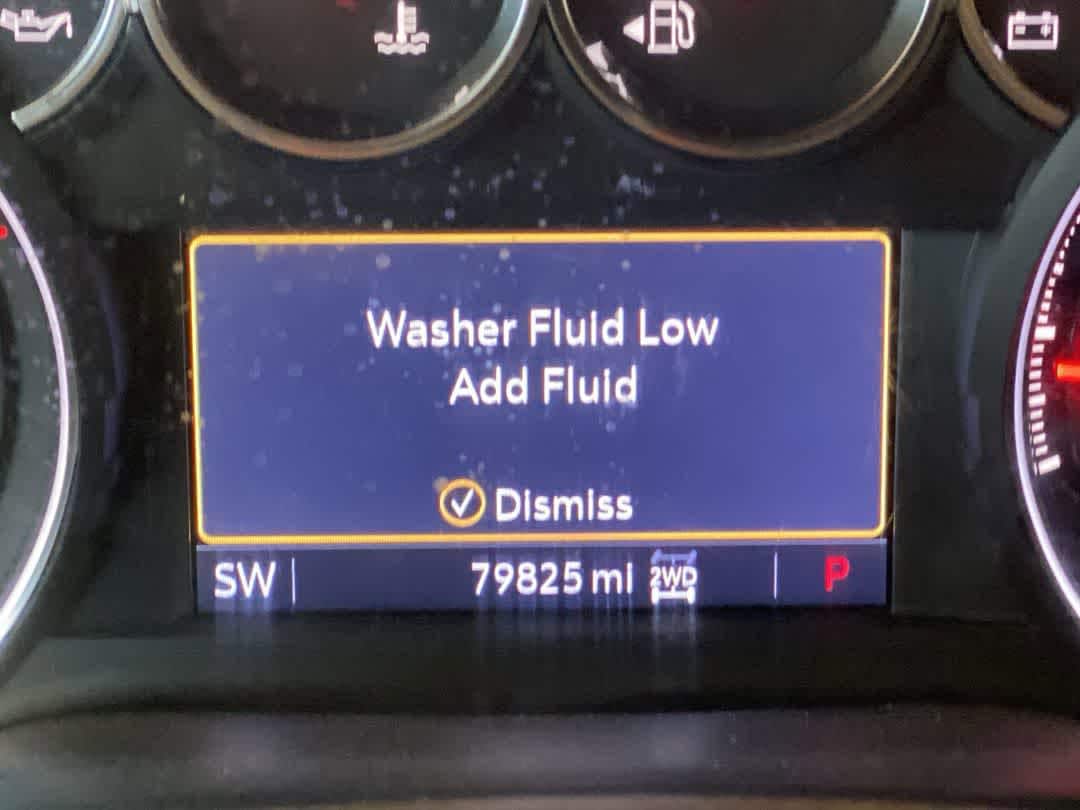 Washer Fluid Low
Add Fluid
Dismiss
SW 79825 mi 2WD P